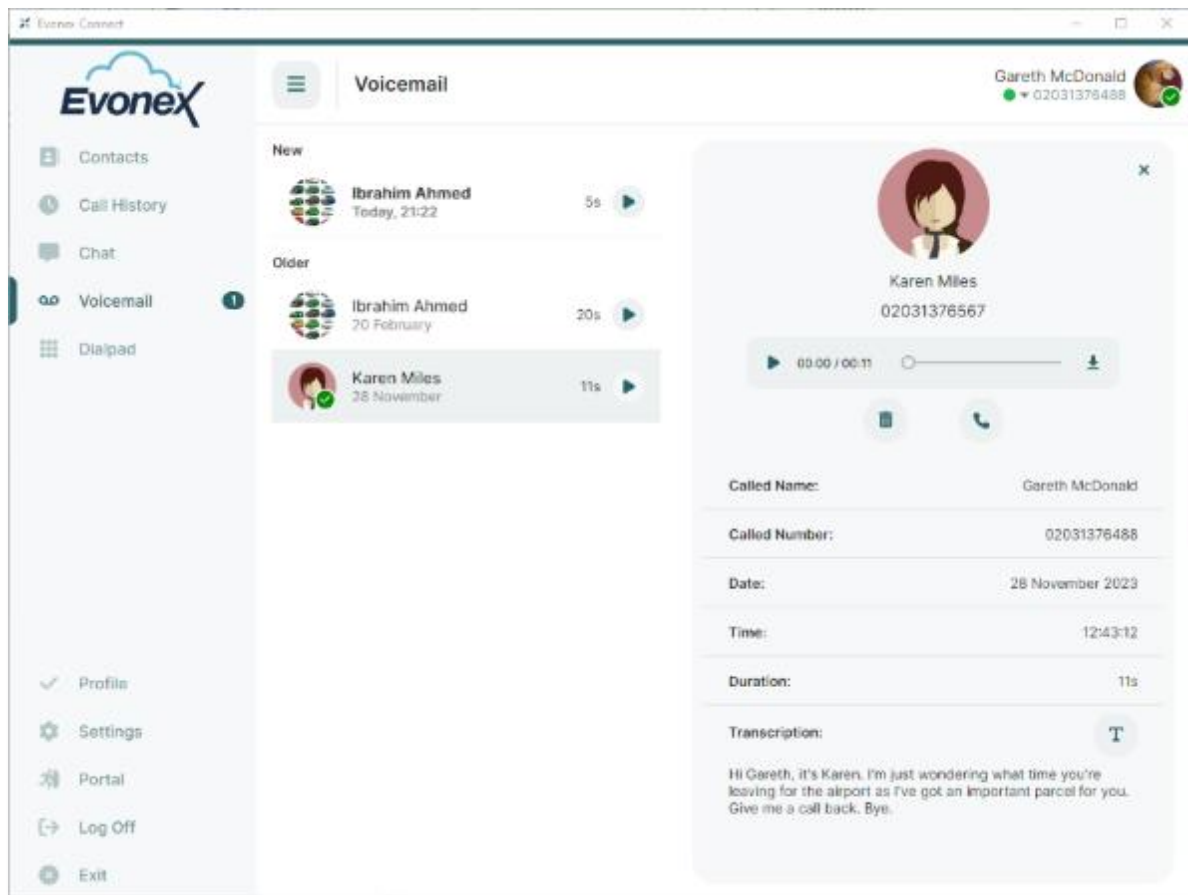 Evonex Connect
Evonex
Voicemail
Gareth McDonald
02031376488
Contacts
Call History
Chat
Voicemail 1
Dialpad
Profile
Settings
Portal
Log Off
Exit
New
Ibrahim Ahmed
Today, 21:22
5s
Older
Ibrahim Ahmed
20 February
20s
Karen Miles
28 November
11s
Karen Miles
02031376567
00:00 / 00:11
Called Name: Gareth McDonald
Called Number: 02031376488
Date: 28 November 2023
Time: 12:43:12
Duration: 11s
Transcription: T
Hi Gareth, it's Karen. I'm just wondering what time you're
leaving for the airport as I've got an important parcel for you.
Give me a call back. Bye.